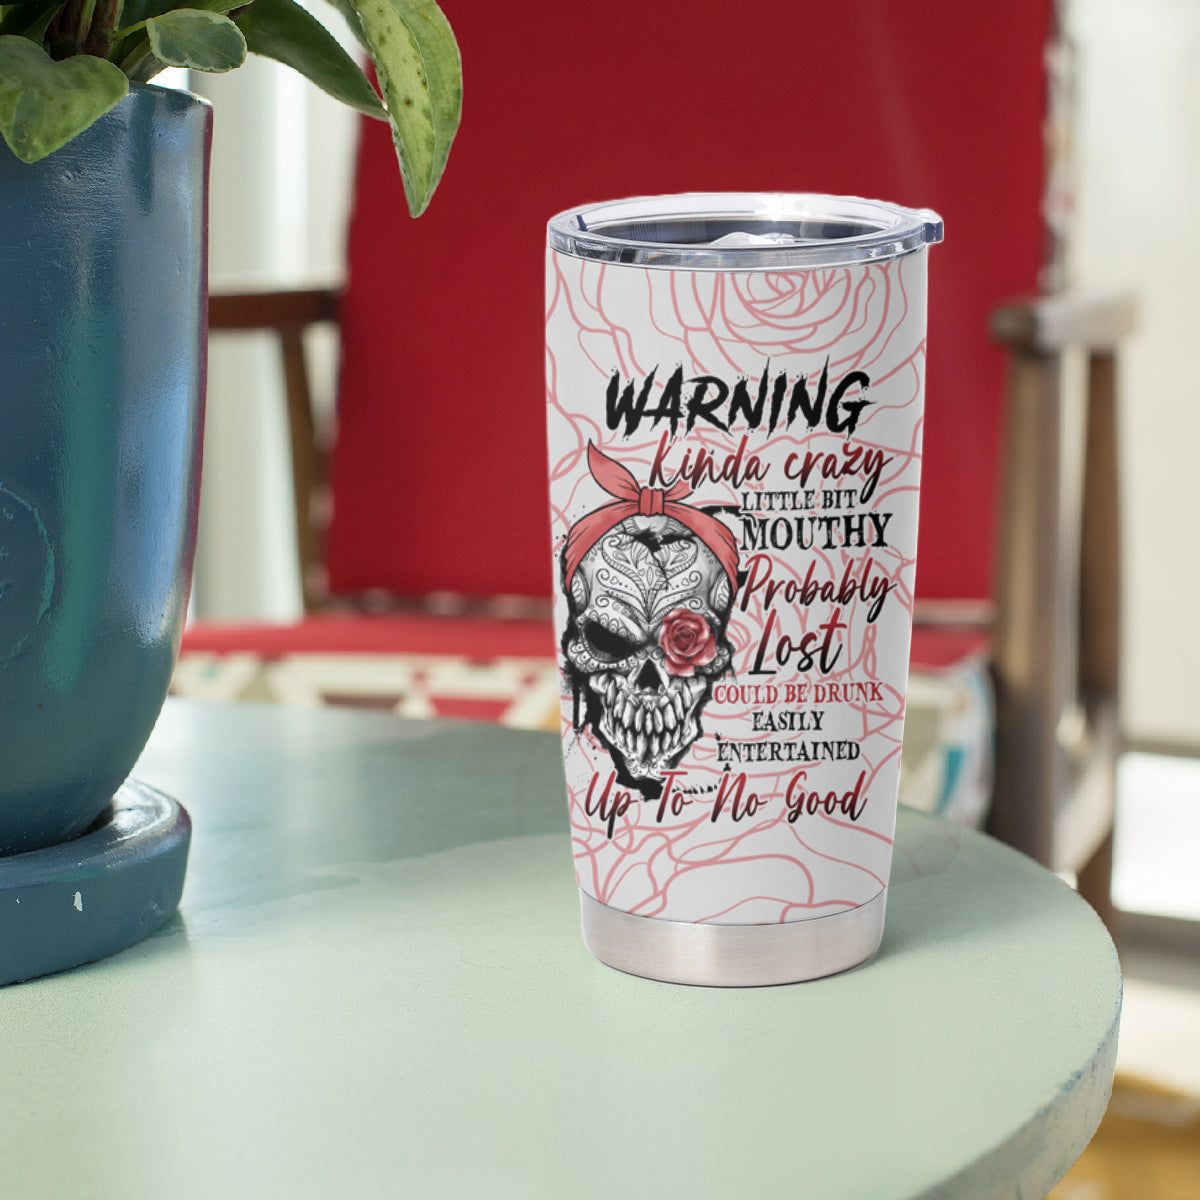 WARNING
Kinda crazy
LITTLE BIT
MOUTHY
Probably
Lost
COULD BE DRUNK
EASILY
ENTERTAINED
Up To No Good